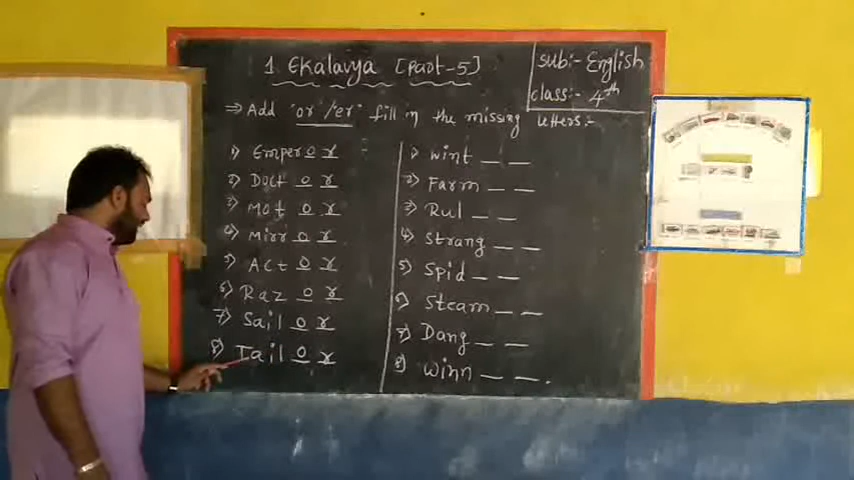 1 Ekalavya [Part-5]
Sub:- English
class:- 4th
⇒ Add 'or'/'er' fill in the missing letters:-
1) Emper o r
2) Doct o r
3) Mot o r
4) Mirr o r
5) Act o r
6) Raz o r
7) Sail o r
8) Tail o r
1) Wint _ _
2) Farm _ _
3) Rul _ _
4) Strang _ _
5) Spid _ _
6) Steam _ _
7) Dang _ _
8) Winn _ _.